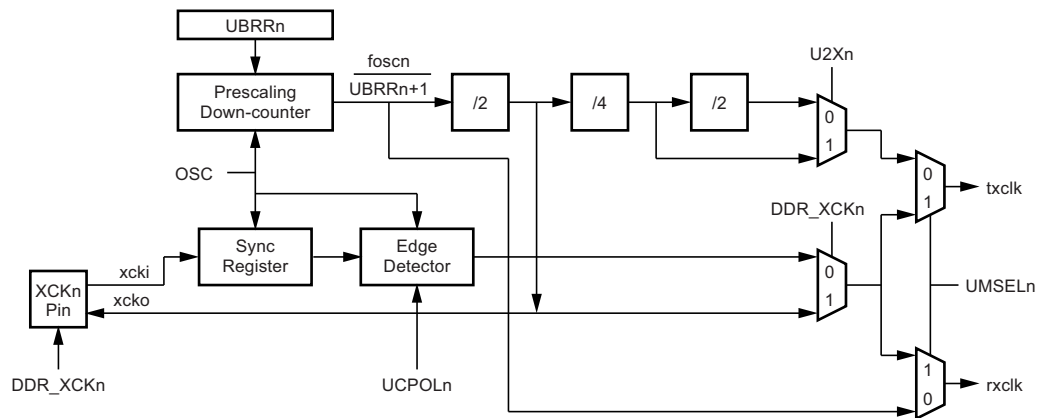 UBRRn
foscn
UBRRn+1
U2Xn
Prescaling
Down-counter
/2
/4
/2
0
1
OSC
0
1
txclk
DDR_XCKn
Sync
Register
Edge
Detector
0
1
xcki
XCKn
Pin
xcko
UMSELn
DDR_XCKn
UCPOLn
1
0
rxclk